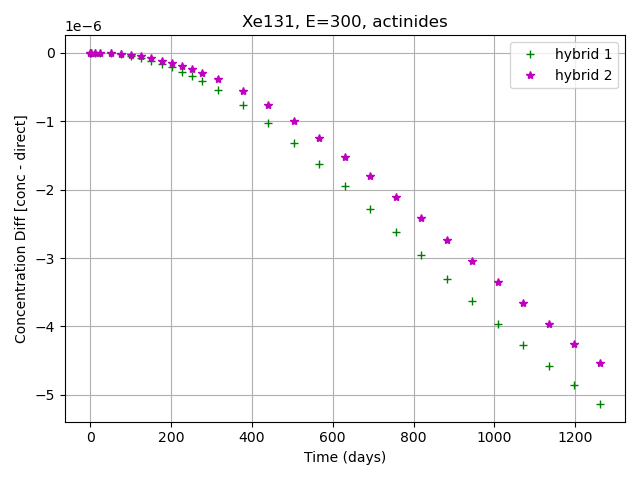 Xe131, E=300, actinides
1e−6
hybrid 1
hybrid 2
Concentration Diff [conc - direct]
0
−1
−2
−3
−4
−5
0 200 400 600 800 1000 1200
Time (days)